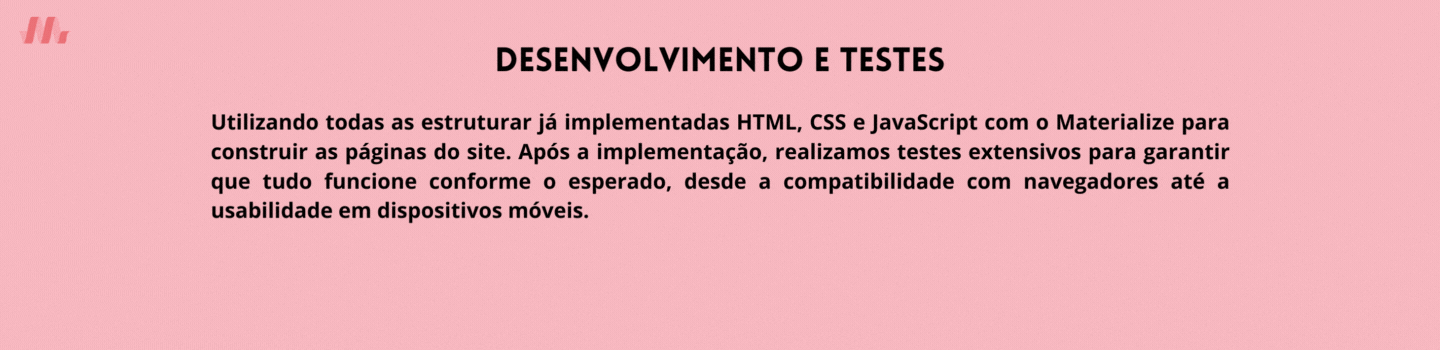 DESENVOLVIMENTO E TESTES
Utilizando todas as estruturar já implementadas HTML, CSS e JavaScript com o Materialize para
construir as páginas do site. Após a implementação, realizamos testes extensivos para garantir
que tudo funcione conforme o esperado, desde a compatibilidade com navegadores até a
usabilidade em dispositivos móveis.